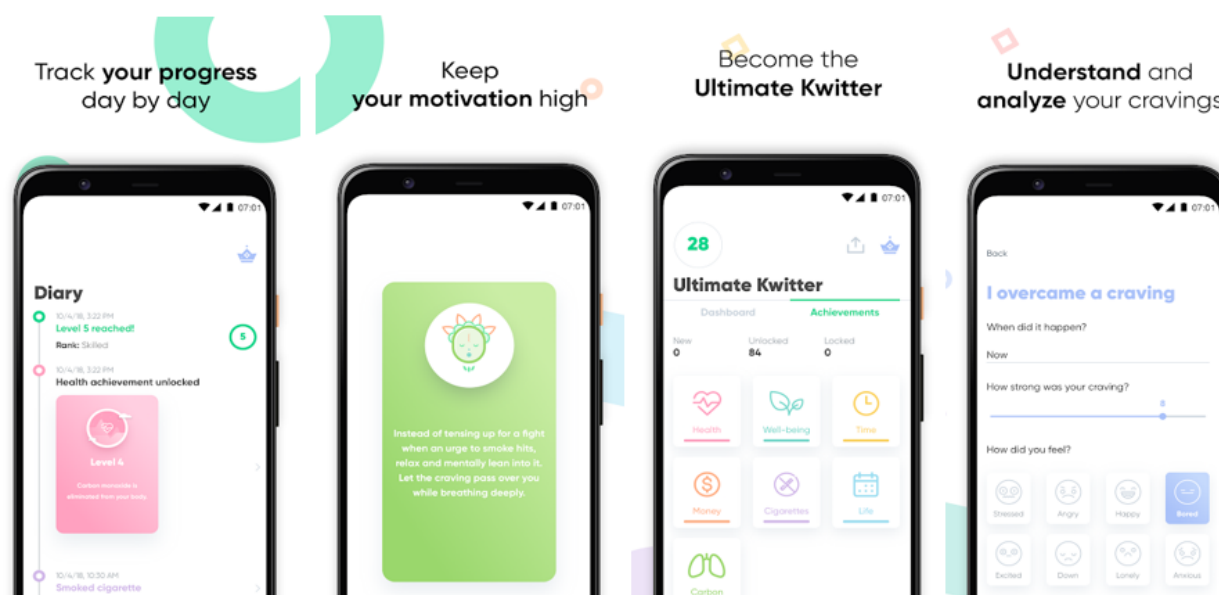 Track your progress
day by day
07:01
Diary
10/4/18, 3:22 PM
Level 5 reached!
Rank: Skilled
5
10/4/18, 3:22 PM
Health achievement unlocked
Level 4
Carbon monoxide is
eliminated from your body.
10/4/18, 10:30 AM
Smoked cigarette
Keep
your motivation high
07:01
Instead of tensing up for a fight
when an urge to smoke hits,
relax and mentally lean into it.
Let the craving pass over you
while breathing deeply.
Become the
Ultimate Kwitter
07:01
28
Ultimate Kwitter
Dashboard Achievements
New Unlocked Locked
0 84 0
Health Well-being Time
Money Cigarettes Life
Carbon
Understand and
analyze your cravings
07:01
Back
I overcame a craving
When did it happen?
Now
How strong was your craving?
8
How did you feel?
Stressed Angry Happy Bored
Excited Down Lonely Anxious